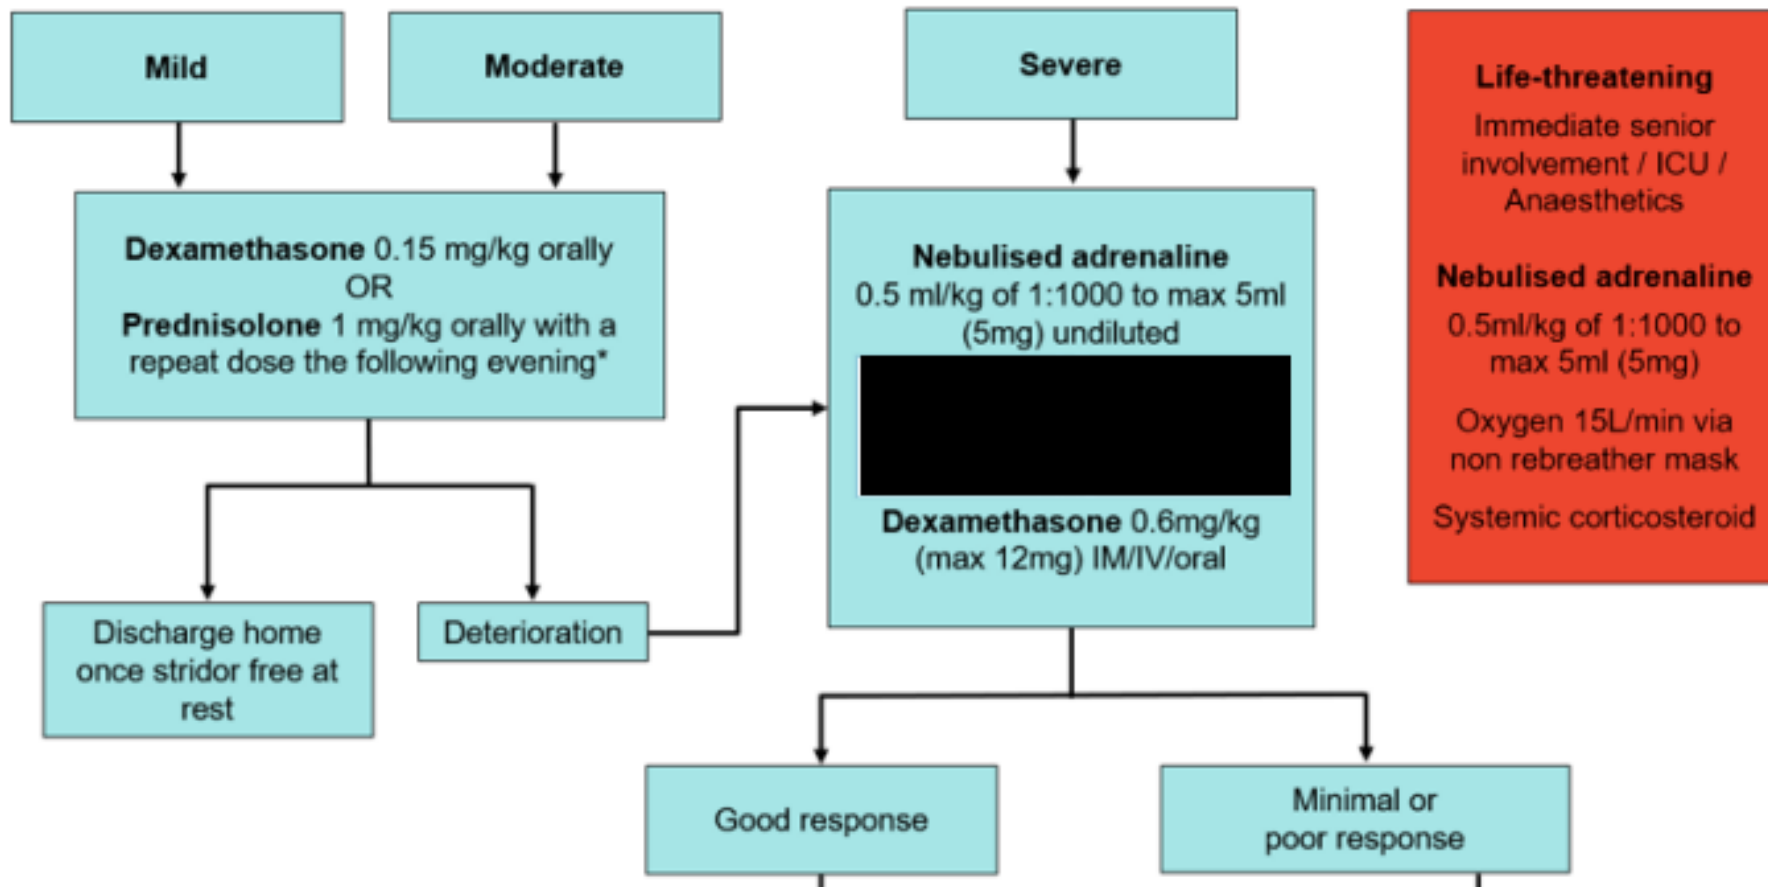 Mild
Moderate
Severe
Life-threatening
Immediate senior
involvement / ICU /
Anaesthetics
Nebulised adrenaline
0.5ml/kg of 1:1000 to
max 5ml (5mg)
Oxygen 15L/min via
non rebreather mask
Systemic corticosteroid
Dexamethasone 0.15 mg/kg orally
OR
Prednisolone 1 mg/kg orally with a
repeat dose the following evening*
Nebulised adrenaline
0.5 ml/kg of 1:1000 to max 5ml
(5mg) undiluted
Dexamethasone 0.6mg/kg
(max 12mg) IM/IV/oral
Discharge home
once stridor free at
rest
Deterioration
Good response
Minimal or
poor response